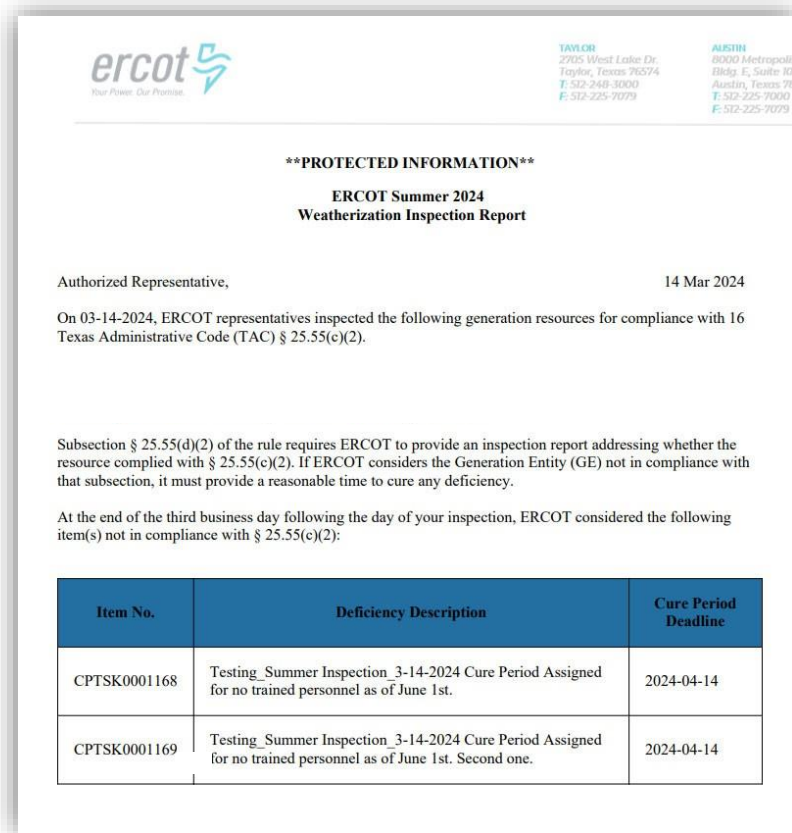 ercot
Your Power. Our Promise.
TAYLOR
2705 West Lake Dr.
Taylor, Texas 76574
T: 512-248-3000
F: 512-225-7079
AUSTIN
8000 Metropoli
Bldg. E, Suite 10
Austin, Texas 78
T: 512-225-7000
F: 512-225-7079
**PROTECTED INFORMATION**
ERCOT Summer 2024
Weatherization Inspection Report
Authorized Representative, 14 Mar 2024
On 03-14-2024, ERCOT representatives inspected the following generation resources for compliance with 16
Texas Administrative Code (TAC) § 25.55(c)(2).
Subsection § 25.55(d)(2) of the rule requires ERCOT to provide an inspection report addressing whether the
resource complied with § 25.55(c)(2). If ERCOT considers the Generation Entity (GE) not in compliance with
that subsection, it must provide a reasonable time to cure any deficiency.
At the end of the third business day following the day of your inspection, ERCOT considered the following
item(s) not in compliance with § 25.55(c)(2):
Item No. Deficiency Description Cure Period
Deadline
CPTSK0001168 Testing_Summer Inspection_3-14-2024 Cure Period Assigned
for no trained personnel as of June 1st. 2024-04-14
CPTSK0001169 Testing_Summer Inspection_3-14-2024 Cure Period Assigned
for no trained personnel as of June 1st. Second one. 2024-04-14